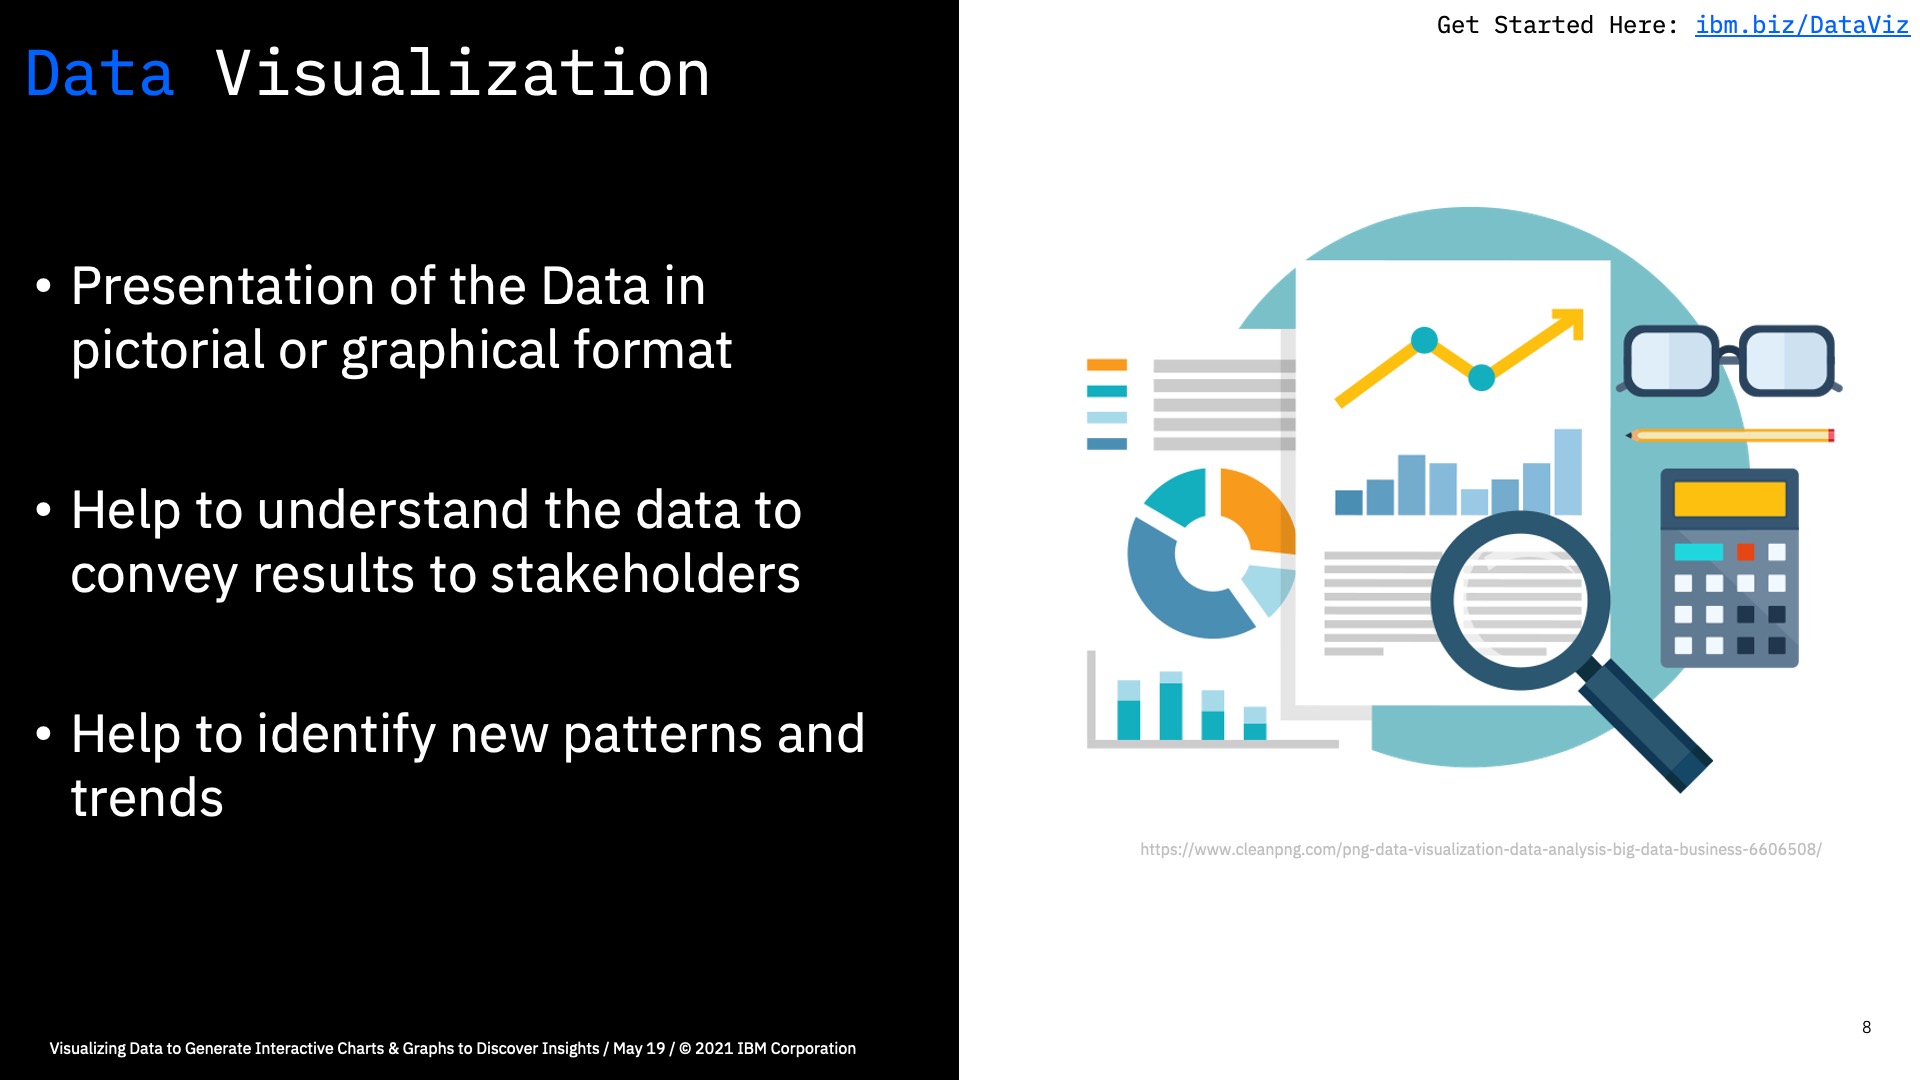 Get Started Here: ibm.biz/DataViz
Data Visualization
• Presentation of the Data in
pictorial or graphical format
• Help to understand the data to
convey results to stakeholders
• Help to identify new patterns and
trends
https://www.cleanpng.com/png-data-visualization-data-analysis-big-data-business-6606508/
8
Visualizing Data to Generate Interactive Charts & Graphs to Discover Insights / May 19 / © 2021 IBM Corporation